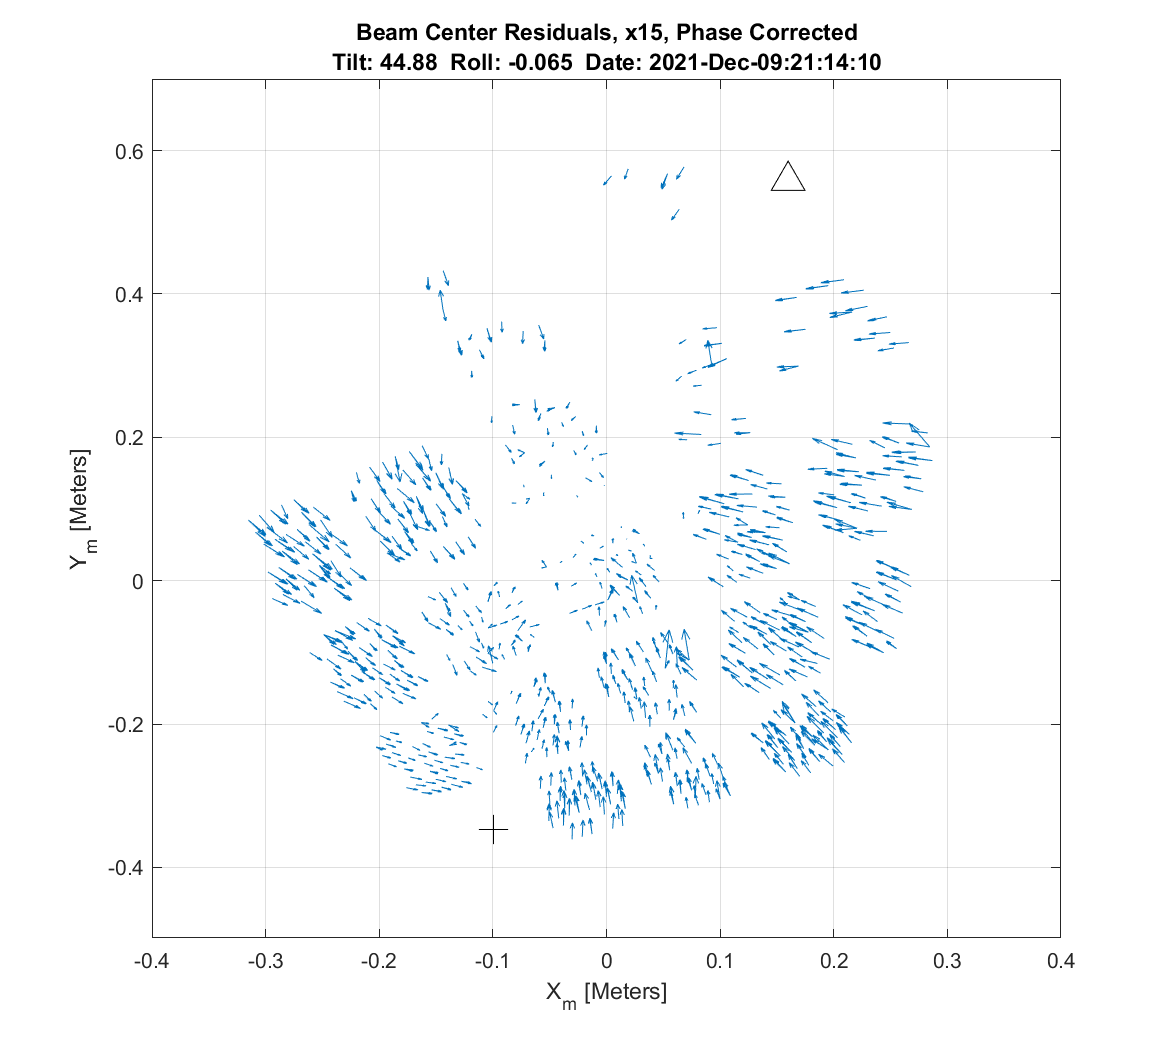 Beam Center Residuals, x15, Phase Corrected
Tilt: 44.88  Roll: -0.065  Date: 2021-Dec-09:21:14:10
0.6
0.4
0.2
0
-0.2
-0.4
Y_m [Meters]
-0.4 -0.3 -0.2 -0.1 0 0.1 0.2 0.3 0.4
X_m [Meters]